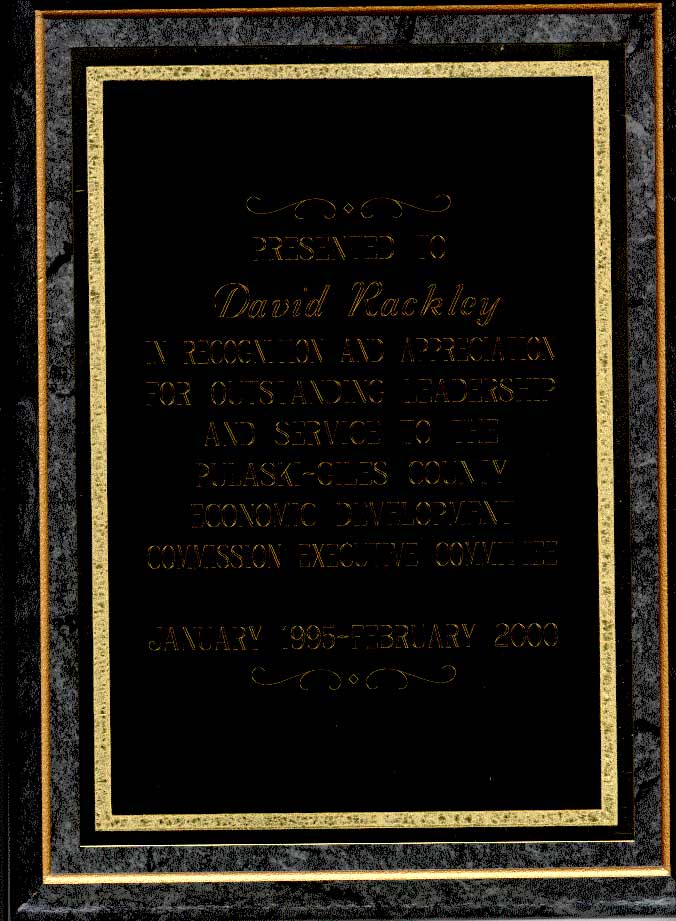 PRESENTED TO
David Rackley
IN RECOGNITION AND APPRECIATION
FOR OUTSTANDING LEADERSHIP
AND SERVICE TO THE
PULASKI-GILES COUNTY
ECONOMIC DEVELOPMENT
COMMISSION EXECUTIVE COMMITTEE
JANUARY 1995-FEBRUARY 2000